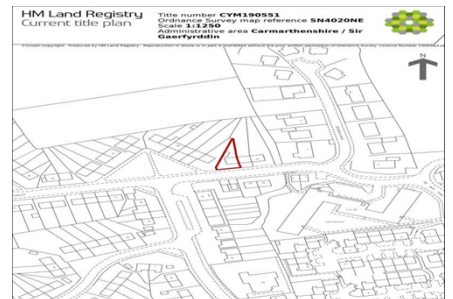 HM Land Registry
Current title plan
Title number CYM190551
Ordnance Survey map reference SN4020NE
Scale 1:1250
Administrative area Carmarthenshire / Sir
Gaerfyrddin
N